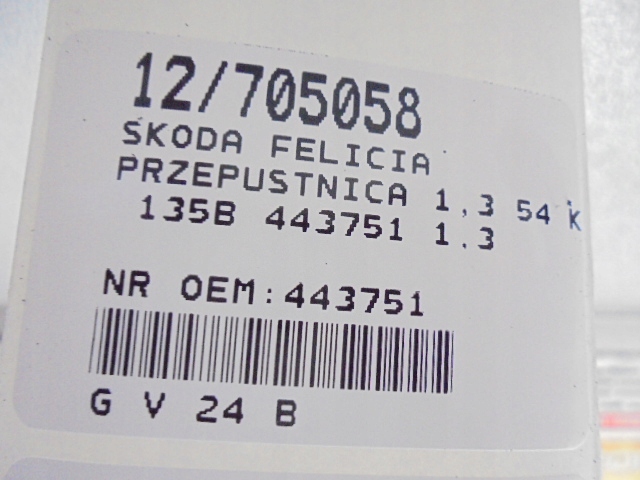 12/705058
SKODA FELICIA
PRZEPUSTNICA 1,3 54 K
135B 443751 1.3
NR OEM:443751
G V 24 B